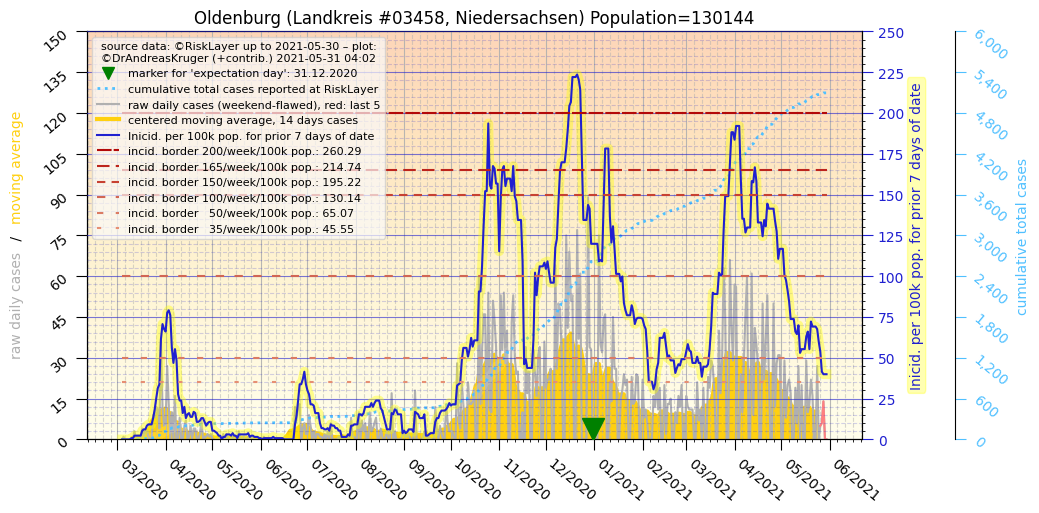 Oldenburg (Landkreis #03458, Niedersachsen) Population=130144
source data: ©RiskLayer up to 2021-05-30 – plot:
©DrAndreasKruger (+contrib.) 2021-05-31 04:02
marker for 'expectation day': 31.12.2020
cumulative total cases reported at RiskLayer
raw daily cases (weekend-flawed), red: last 5
centered moving average, 14 days cases
Inicid. per 100k pop. for prior 7 days of date
incid. border 200/week/100k pop.: 260.29
incid. border 165/week/100k pop.: 214.74
incid. border 150/week/100k pop.: 195.22
incid. border 100/week/100k pop.: 130.14
incid. border   50/week/100k pop.: 65.07
incid. border   35/week/100k pop.: 45.55
raw daily cases / moving average
150
135
120
105
90
75
60
45
30
15
0
03/2020
04/2020
05/2020
06/2020
07/2020
08/2020
09/2020
10/2020
11/2020
12/2020
01/2021
02/2021
03/2021
04/2021
05/2021
06/2021
250
225
200
175
150
125
100
75
50
25
0
Inicid. per 100k pop. for prior 7 days of date
6,000
5,400
4,800
4,200
3,600
3,000
2,400
1,800
1,200
600
0
cumulative total cases